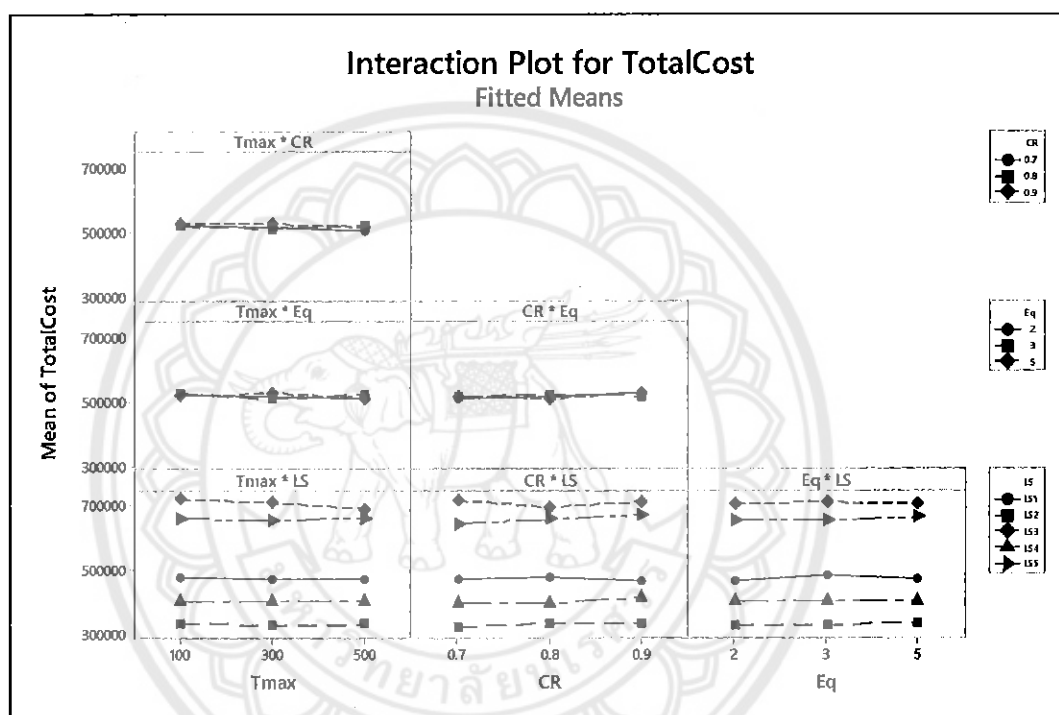 Interaction Plot for TotalCost
Fitted Means
Tmax * CR
700000
500000
300000
CR
0.7
0.8
0.9
Tmax * Eq
CR * Eq
700000
500000
300000
Eq
2
3
5
Mean of TotalCost
Tmax * LS
CR * LS
Eq * LS
700000
500000
300000
LS
LS1
LS2
LS3
LS4
LS5
100
300
500
0.7
0.8
0.9
2
3
5
Tmax
CR
Eq